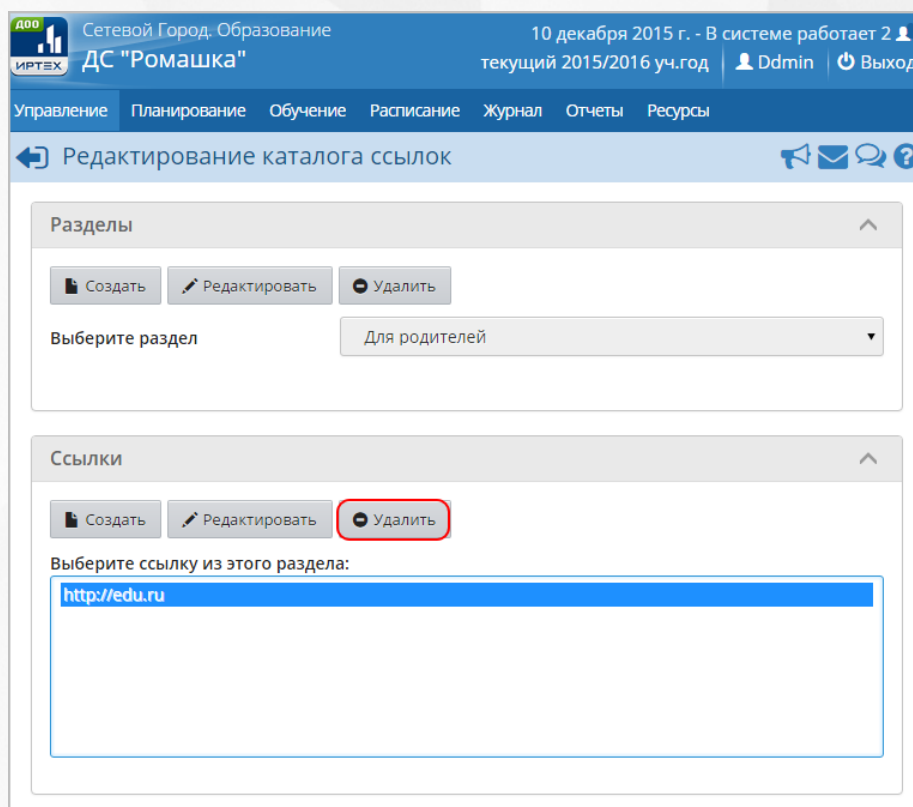 ДОО
ИРТЕХ
Сетевой Город. Образование
ДС "Ромашка"
10 декабря 2015 г. - В системе работает 2
текущий 2015/2016 уч.год Ddmin Выход
Управление Планирование Обучение Расписание Журнал Отчеты Ресурсы
Редактирование каталога ссылок
Разделы
Создать Редактировать Удалить
Выберите раздел Для родителей
Ссылки
Создать Редактировать Удалить
Выберите ссылку из этого раздела:
http://edu.ru